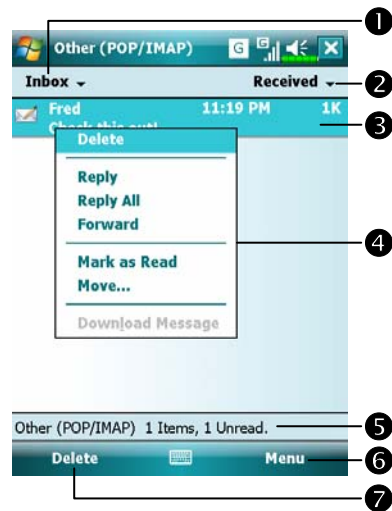 1
Other (POP/IMAP) G G
Inbox Received
2
Fred 11:19 PM 1K
Check this out!
3
Delete
Reply
Reply All
Forward
4
Mark as Read
Move...
Download Message
Other (POP/IMAP) 1 Items, 1 Unread.
5
Delete Menu
6
7